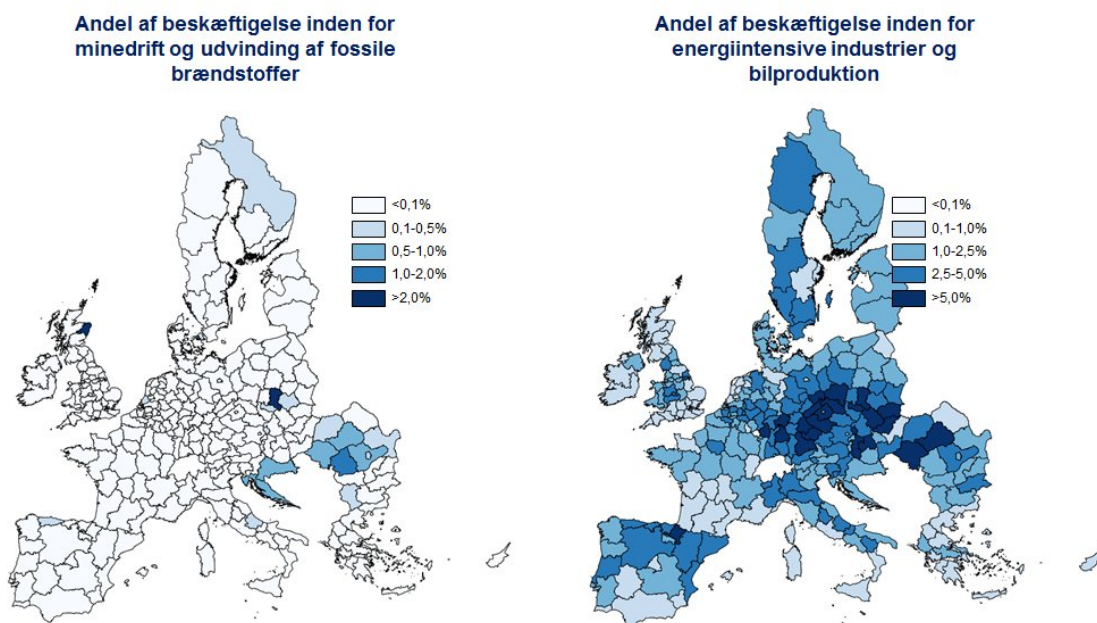 Andel af beskæftigelse inden for
minedrift og udvinding af fossile
brændstoffer
<0,1%
0,1-0,5%
0,5-1,0%
1,0-2,0%
>2,0%
Andel af beskæftigelse inden for
energiintensive industrier og
bilproduktion
<0,1%
0,1-1,0%
1,0-2,5%
2,5-5,0%
>5,0%